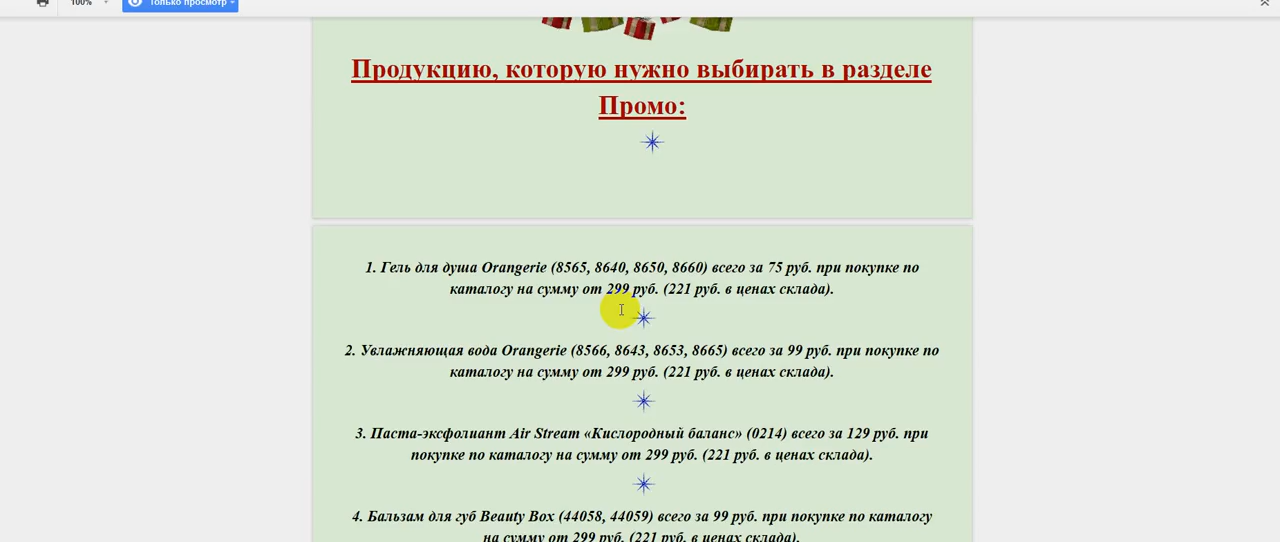 100%
Только просмотр
Продукцию, которую нужно выбирать в разделе
Промо:
1. Гель для душа Orangerie (8565, 8640, 8650, 8660) всего за 75 руб. при покупке по
каталогу на сумму от 299 руб. (221 руб. в ценах склада).
2. Увлажняющая вода Orangerie (8566, 8643, 8653, 8665) всего за 99 руб. при покупке по
каталогу на сумму от 299 руб. (221 руб. в ценах склада).
3. Паста-эксфолиант Air Stream «Кислородный баланс» (0214) всего за 129 руб. при
покупке по каталогу на сумму от 299 руб. (221 руб. в ценах склада).
4. Бальзам для губ Beauty Box (44058, 44059) всего за 99 руб. при покупке по каталогу
на сумму от 299 руб. (221 руб. в ценах склада).